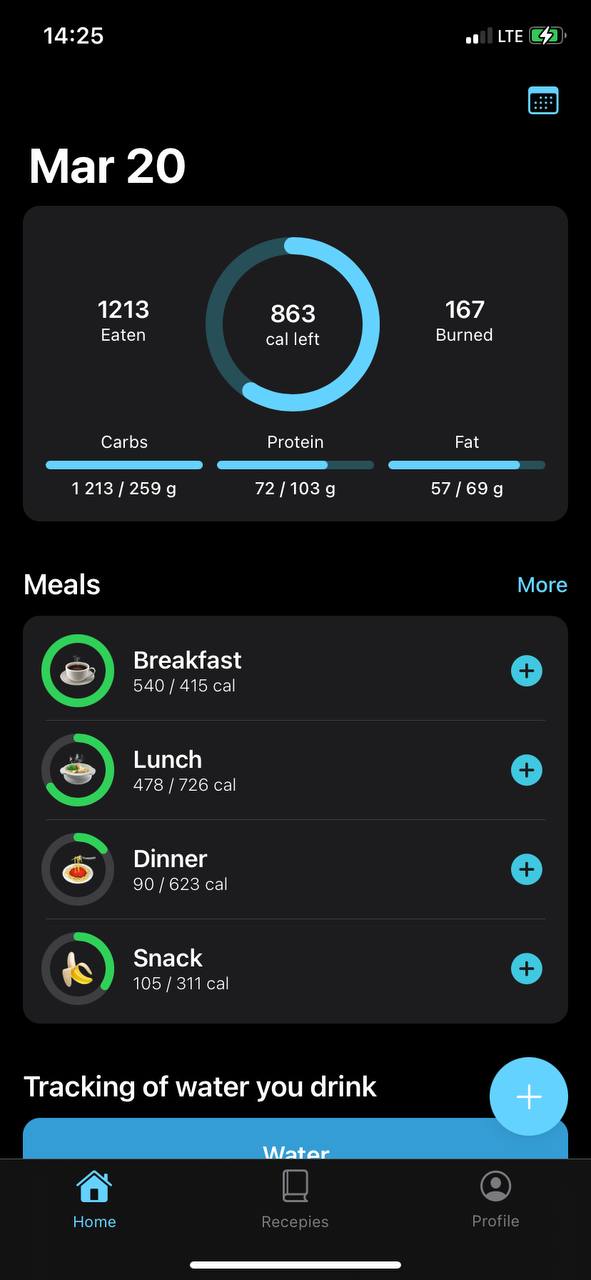 14:25
LTE
Mar 20
1213
Eaten
863
cal left
167
Burned
Carbs
Protein
Fat
1 213 / 259 g
72 / 103 g
57 / 69 g
Meals
More
Breakfast
540 / 415 cal
Lunch
478 / 726 cal
Dinner
90 / 623 cal
Snack
105 / 311 cal
Tracking of water you drink
Water
Home
Recepies
Profile